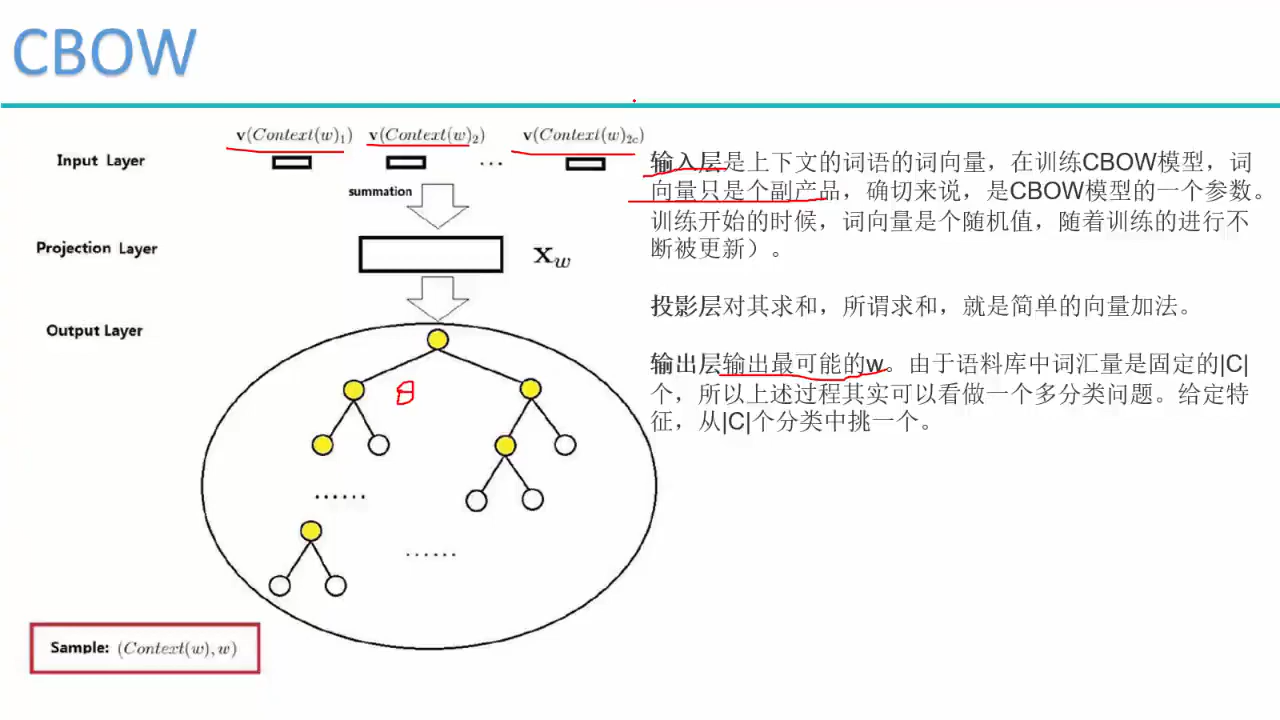 CBOW
v(Context(w)₁) v(Context(w)₂) v(Context(w)₂c)
Input Layer
...
summation
Projection Layer
x_w
Output Layer
θ
......
......
Sample: (Context(w), w)
输入层是上下文的词语的词向量，在训练CBOW模型，词
向量只是个副产品，确切来说，是CBOW模型的一个参数。
训练开始的时候，词向量是个随机值，随着训练的进行不
断被更新）。
投影层对其求和，所谓求和，就是简单的向量加法。
输出层输出最可能的w。由于语料库中词汇量是固定的|C|
个，所以上述过程其实可以看做一个多分类问题。给定特
征，从|C|个分类中挑一个。